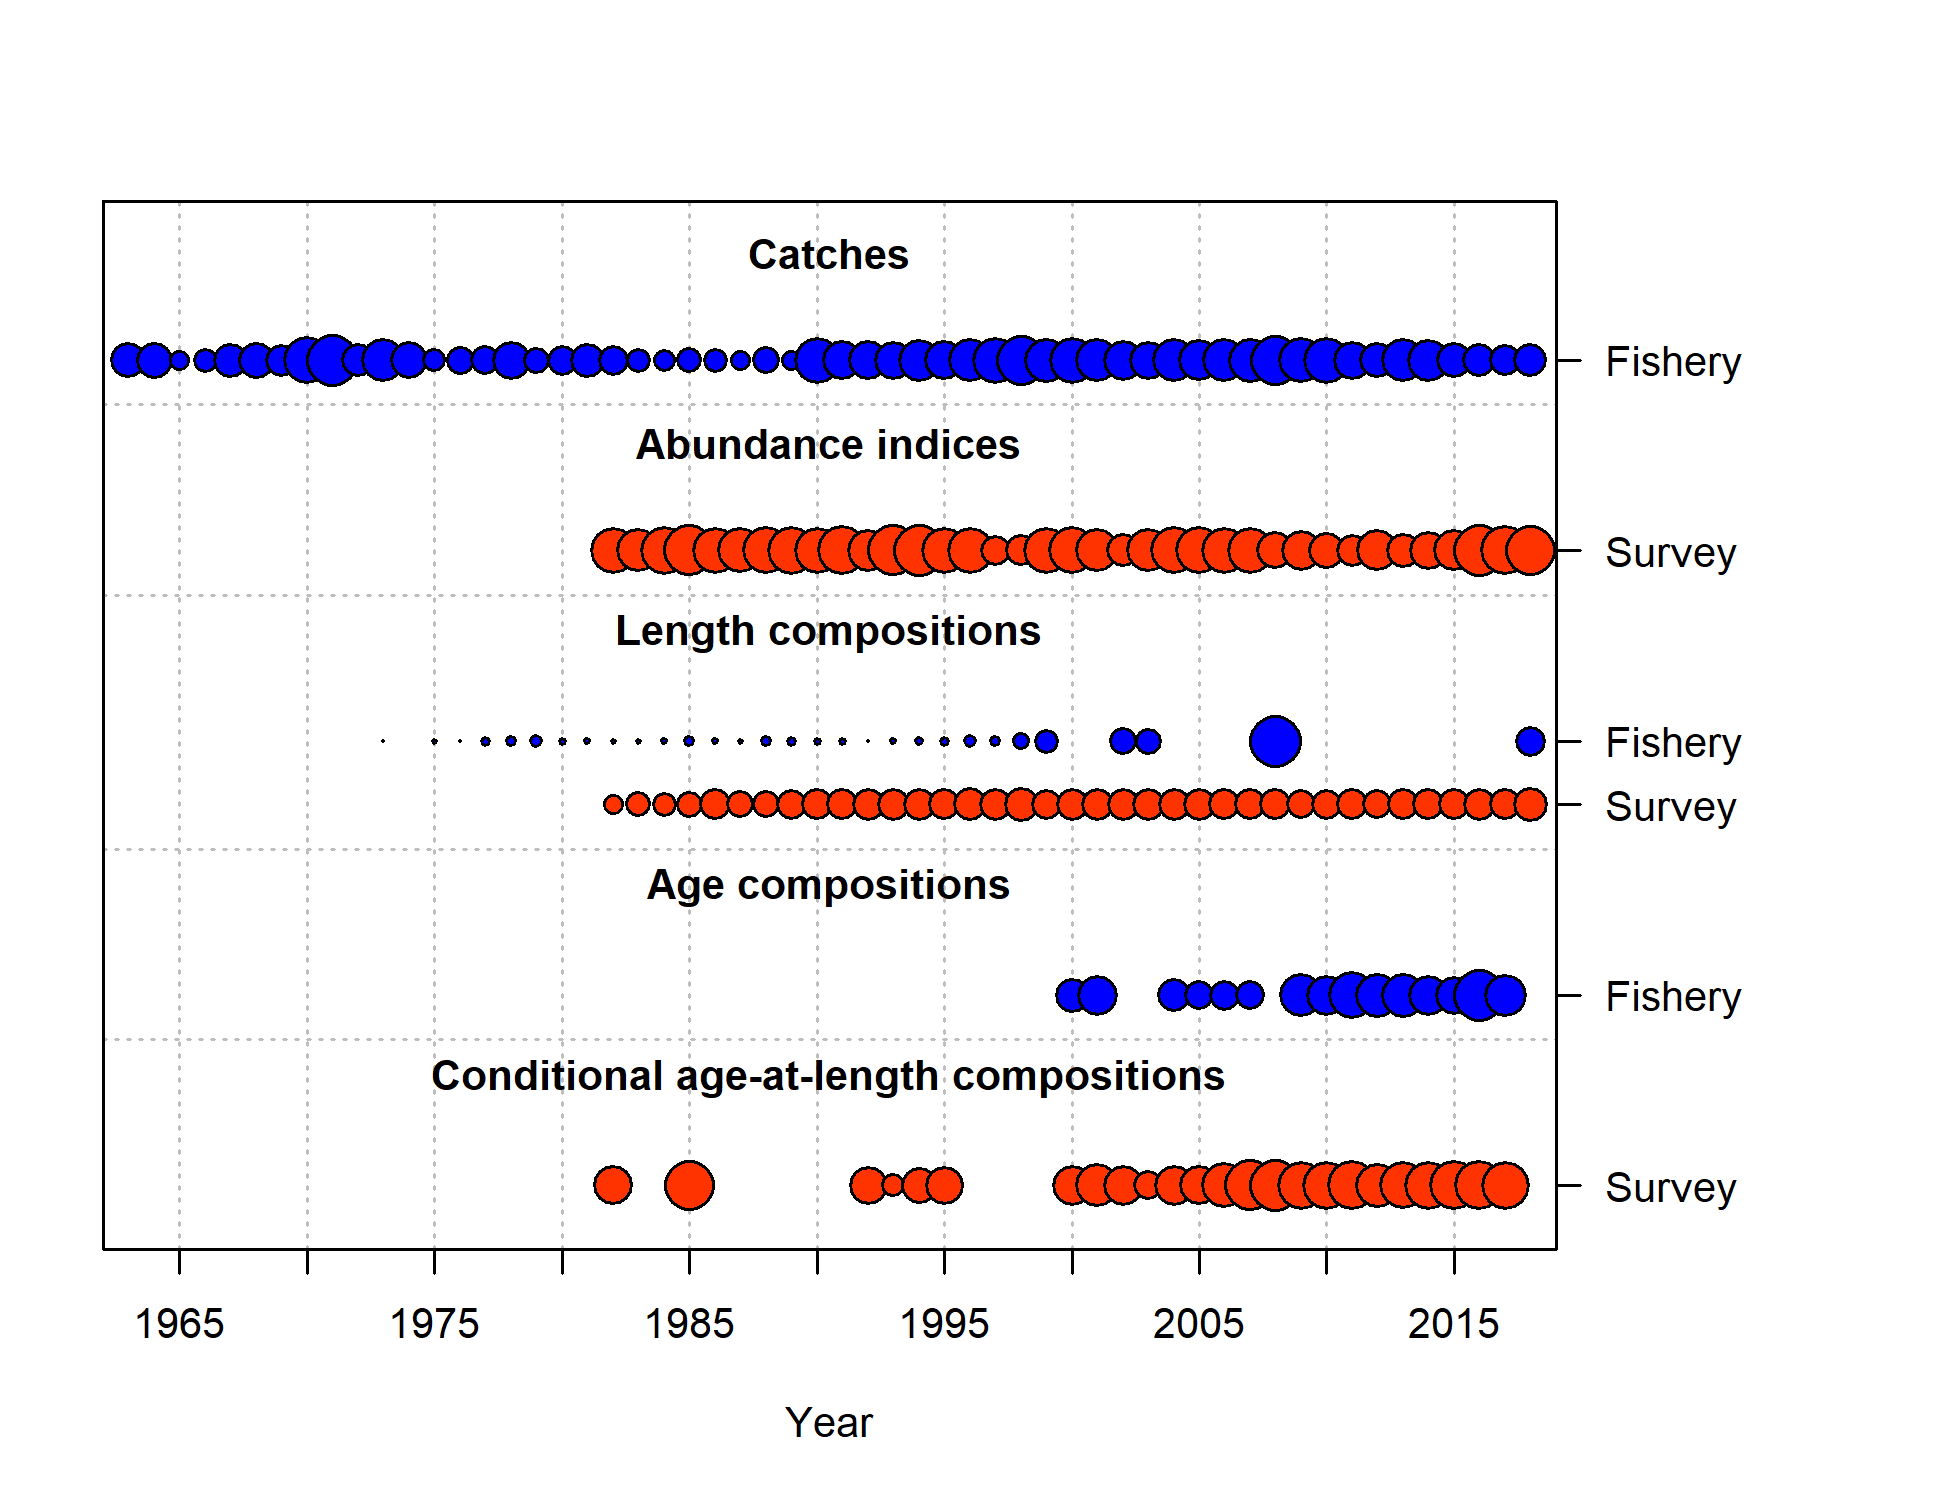 Catches
Fishery
Abundance indices
Survey
Length compositions
Fishery
Survey
Age compositions
Fishery
Conditional age-at-length compositions
Survey
1965 1975 1985 1995 2005 2015
Year